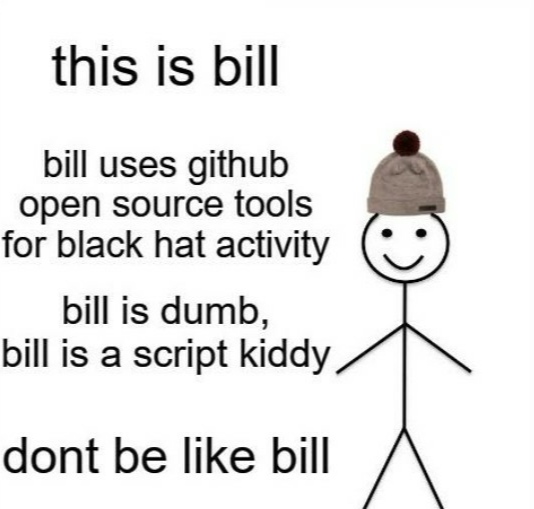 this is bill
bill uses github
open source tools
for black hat activity
bill is dumb,
bill is a script kiddy
dont be like bill